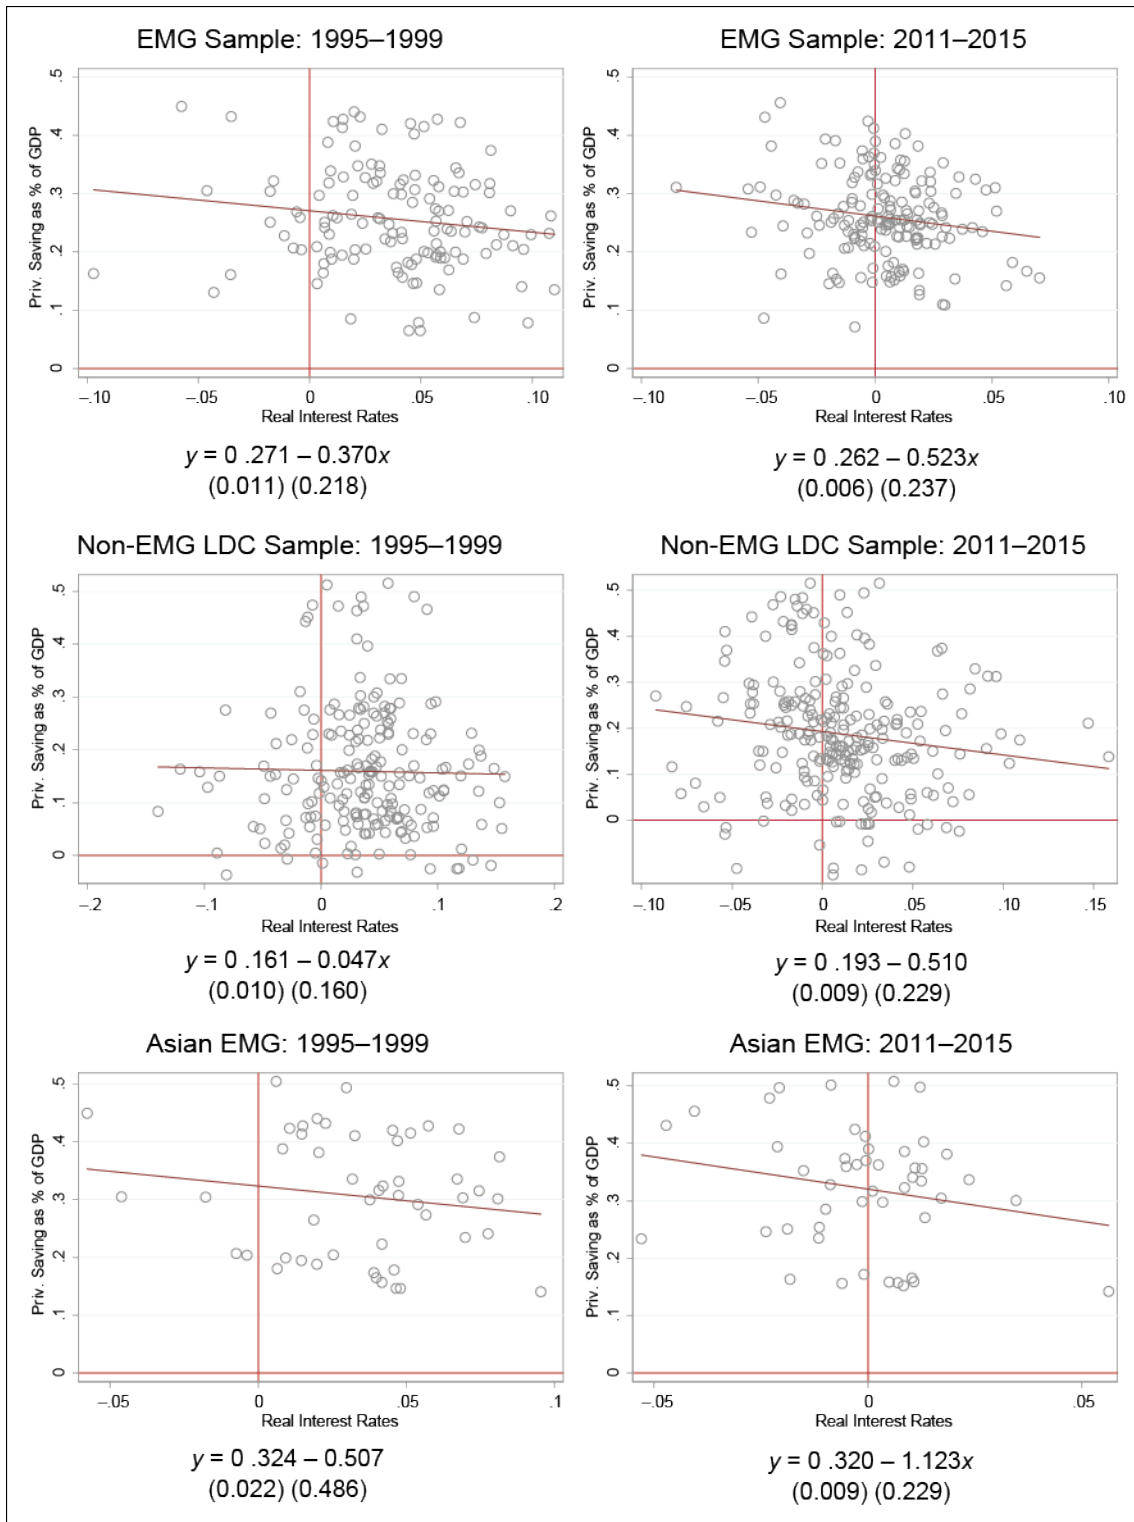 EMG Sample: 1995–1999
Priv. Saving as % of GDP
.5
.4
.3
.2
.1
0
–.10
–.05
0
.05
.10
Real Interest Rates
y = 0 .271 – 0.370x
(0.011) (0.218)
EMG Sample: 2011–2015
Priv. Saving as % of GDP
.5
.4
.3
.2
.1
0
–.10
–.05
0
.05
.10
Real Interest Rates
y = 0 .262 – 0.523x
(0.006) (0.237)
Non-EMG LDC Sample: 1995–1999
Priv. Saving as % of GDP
.5
.4
.3
.2
.1
0
–.2
–.1
0
.1
.2
Real Interest Rates
y = 0 .161 – 0.047x
(0.010) (0.160)
Non-EMG LDC Sample: 2011–2015
Priv. Saving as % of GDP
.5
.4
.3
.2
.1
0
–.10
–.05
0
.05
.10
.15
Real Interest Rates
y = 0 .193 – 0.510
(0.009) (0.229)
Asian EMG: 1995–1999
Priv. Saving as % of GDP
.5
.4
.3
.2
.1
0
–.05
0
.05
.1
Real Interest Rates
y = 0 .324 – 0.507
(0.022) (0.486)
Asian EMG: 2011–2015
Priv. Saving as % of GDP
.5
.4
.3
.2
.1
0
–.05
0
.05
Real Interest Rates
y = 0 .320 – 1.123x
(0.009) (0.229)